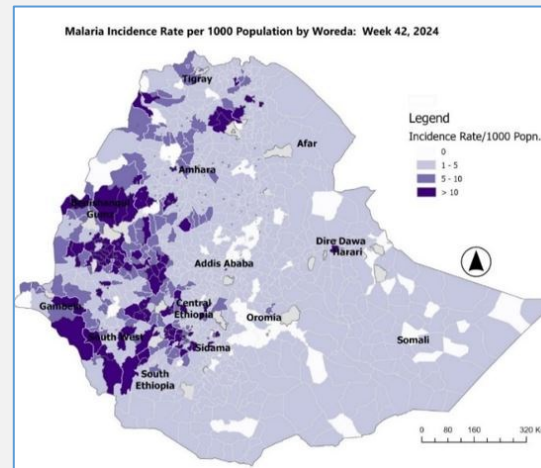 Malaria Incidence Rate per 1000 Population by Woreda: Week 42, 2024
Tigray
Legend
Incidence Rate/1000 Popn.
0
1 - 5
5 - 10
> 10
Afar
Amhara
Benishangul
Gumz
Dire Dawa
Harari
Addis Ababa
Gambela
Central
Ethiopia
Oromia
South West
Sidama
Somali
South
Ethiopia
0 80 160 320 K